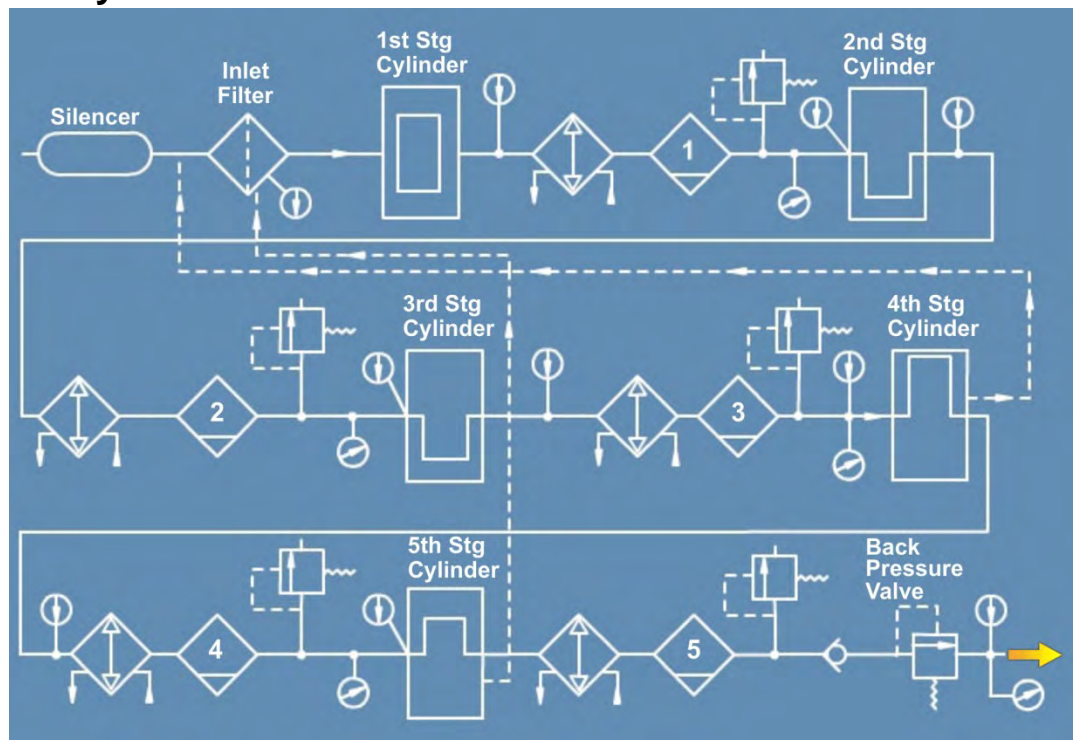 1st Stg
Cylinder
2nd Stg
Cylinder
Inlet
Filter
Silencer
1
3rd Stg
Cylinder
4th Stg
Cylinder
2
3
5th Stg
Cylinder
Back
Pressure
Valve
4
5